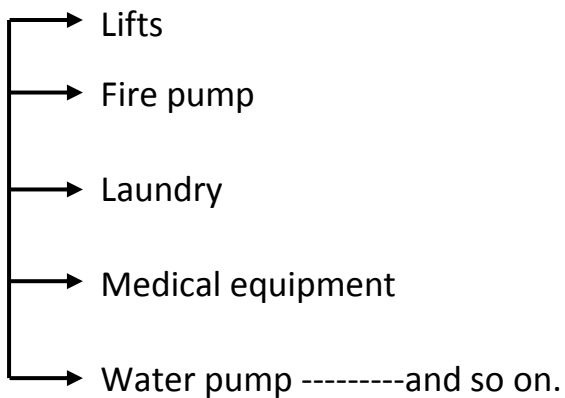 Lifts
Fire pump
Laundry
Medical equipment
Water pump ---------and so on.